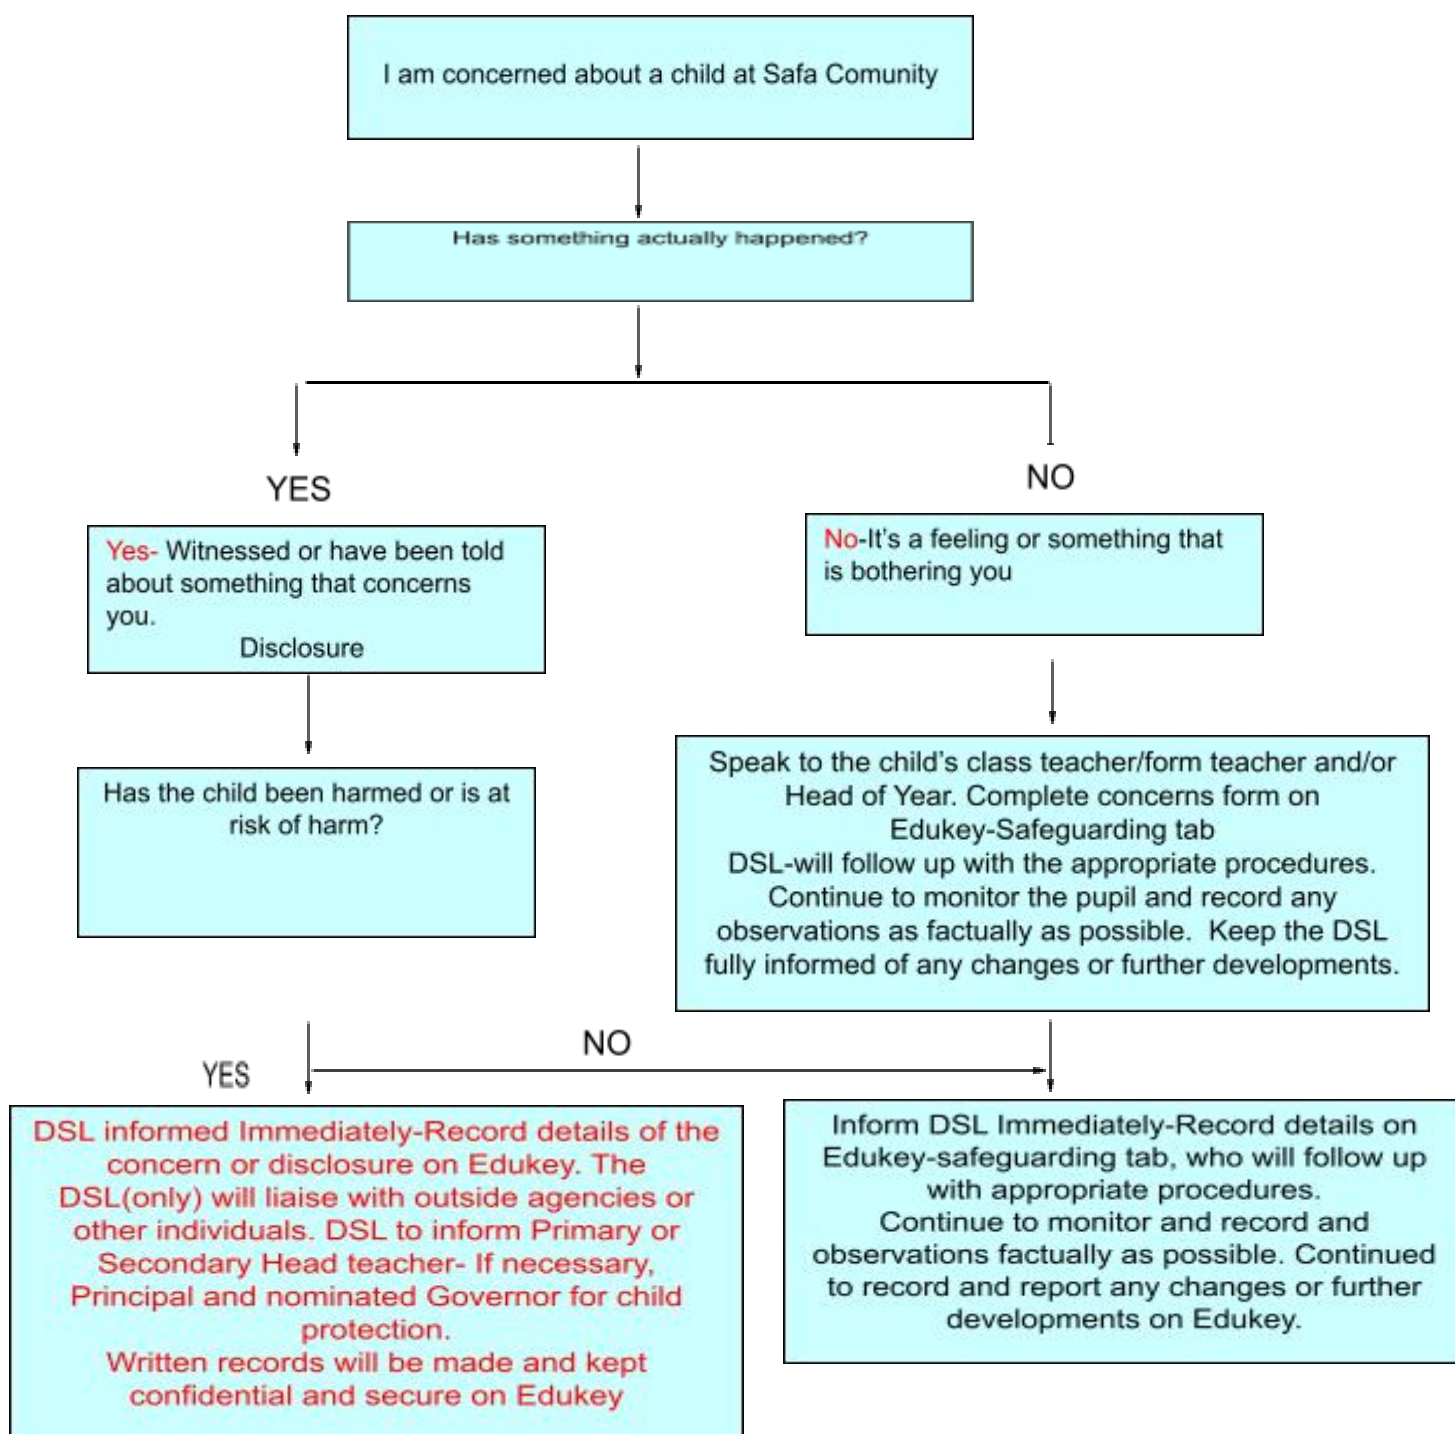 I am concerned about a child at Safa Comunity
Has something actually happened?
YES
NO
Yes- Witnessed or have been told
about something that concerns
you.
Disclosure
No-It's a feeling or something that
is bothering you
Has the child been harmed or is at
risk of harm?
Speak to the child's class teacher/form teacher and/or
Head of Year. Complete concerns form on
Edukey-Safeguarding tab
DSL-will follow up with the appropriate procedures.
Continue to monitor the pupil and record any
observations as factually as possible.  Keep the DSL
fully informed of any changes or further developments.
NO
YES
DSL informed Immediately-Record details of the
concern or disclosure on Edukey. The
DSL(only) will liaise with outside agencies or
other individuals. DSL to inform Primary or
Secondary Head teacher- If necessary,
Principal and nominated Governor for child
protection.
Written records will be made and kept
confidential and secure on Edukey
Inform DSL Immediately-Record details on
Edukey-safeguarding tab, who will follow up
with appropriate procedures.
Continue to monitor and record and
observations factually as possible. Continued
to record and report any changes or further
developments on Edukey.